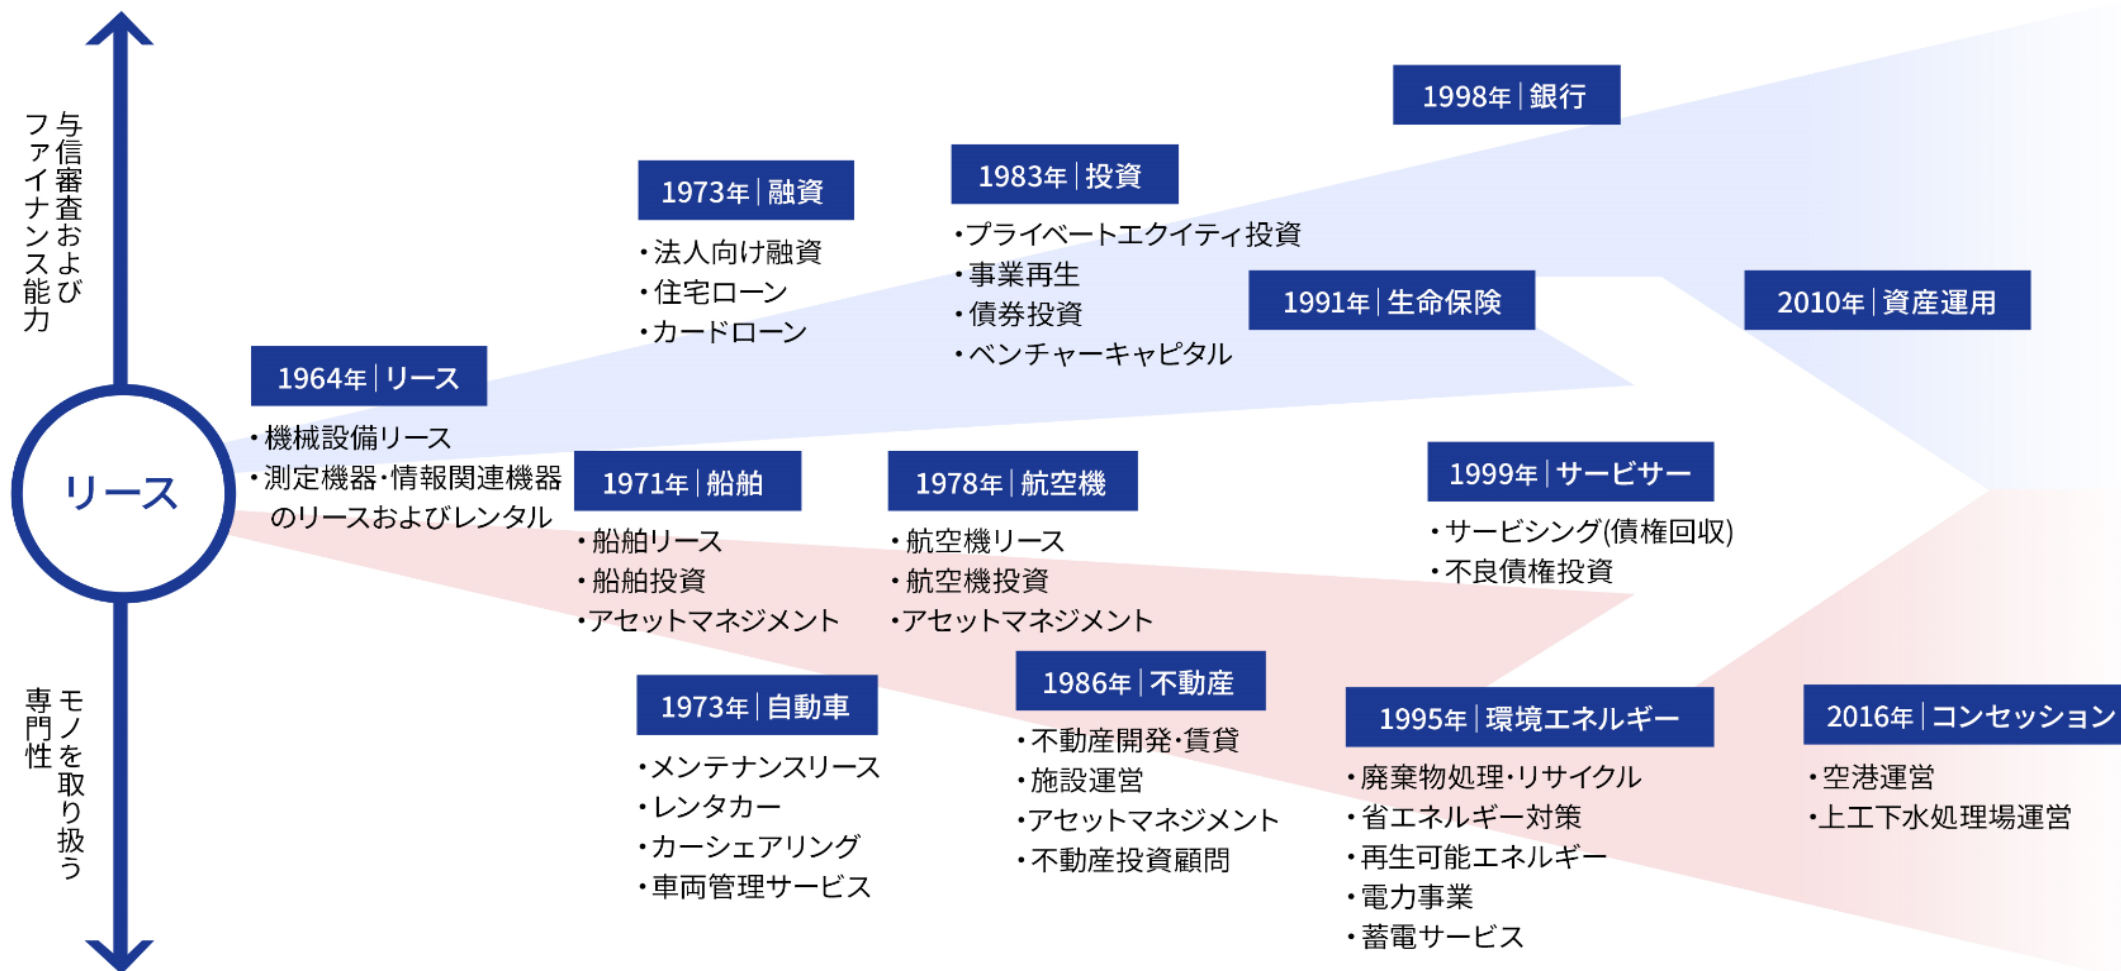 与信審査および
ファイナンス能力
リース
モノを取り扱う
専門性
1964年｜リース
・機械設備リース
・測定機器・情報関連機器
のリースおよびレンタル
1973年｜融資
・法人向け融資
・住宅ローン
・カードローン
1983年｜投資
・プライベートエクイティ投資
・事業再生
・債券投資
・ベンチャーキャピタル
1998年｜銀行
1991年｜生命保険
2010年｜資産運用
1971年｜船舶
・船舶リース
・船舶投資
・アセットマネジメント
1978年｜航空機
・航空機リース
・航空機投資
・アセットマネジメント
1999年｜サービサー
・サービシング(債権回収)
・不良債権投資
1973年｜自動車
・メンテナンスリース
・レンタカー
・カーシェアリング
・車両管理サービス
1986年｜不動産
・不動産開発・賃貸
・施設運営
・アセットマネジメント
・不動産投資顧問
1995年｜環境エネルギー
・廃棄物処理・リサイクル
・省エネルギー対策
・再生可能エネルギー
・電力事業
・蓄電サービス
2016年｜コンセッション
・空港運営
・上工下水処理場運営